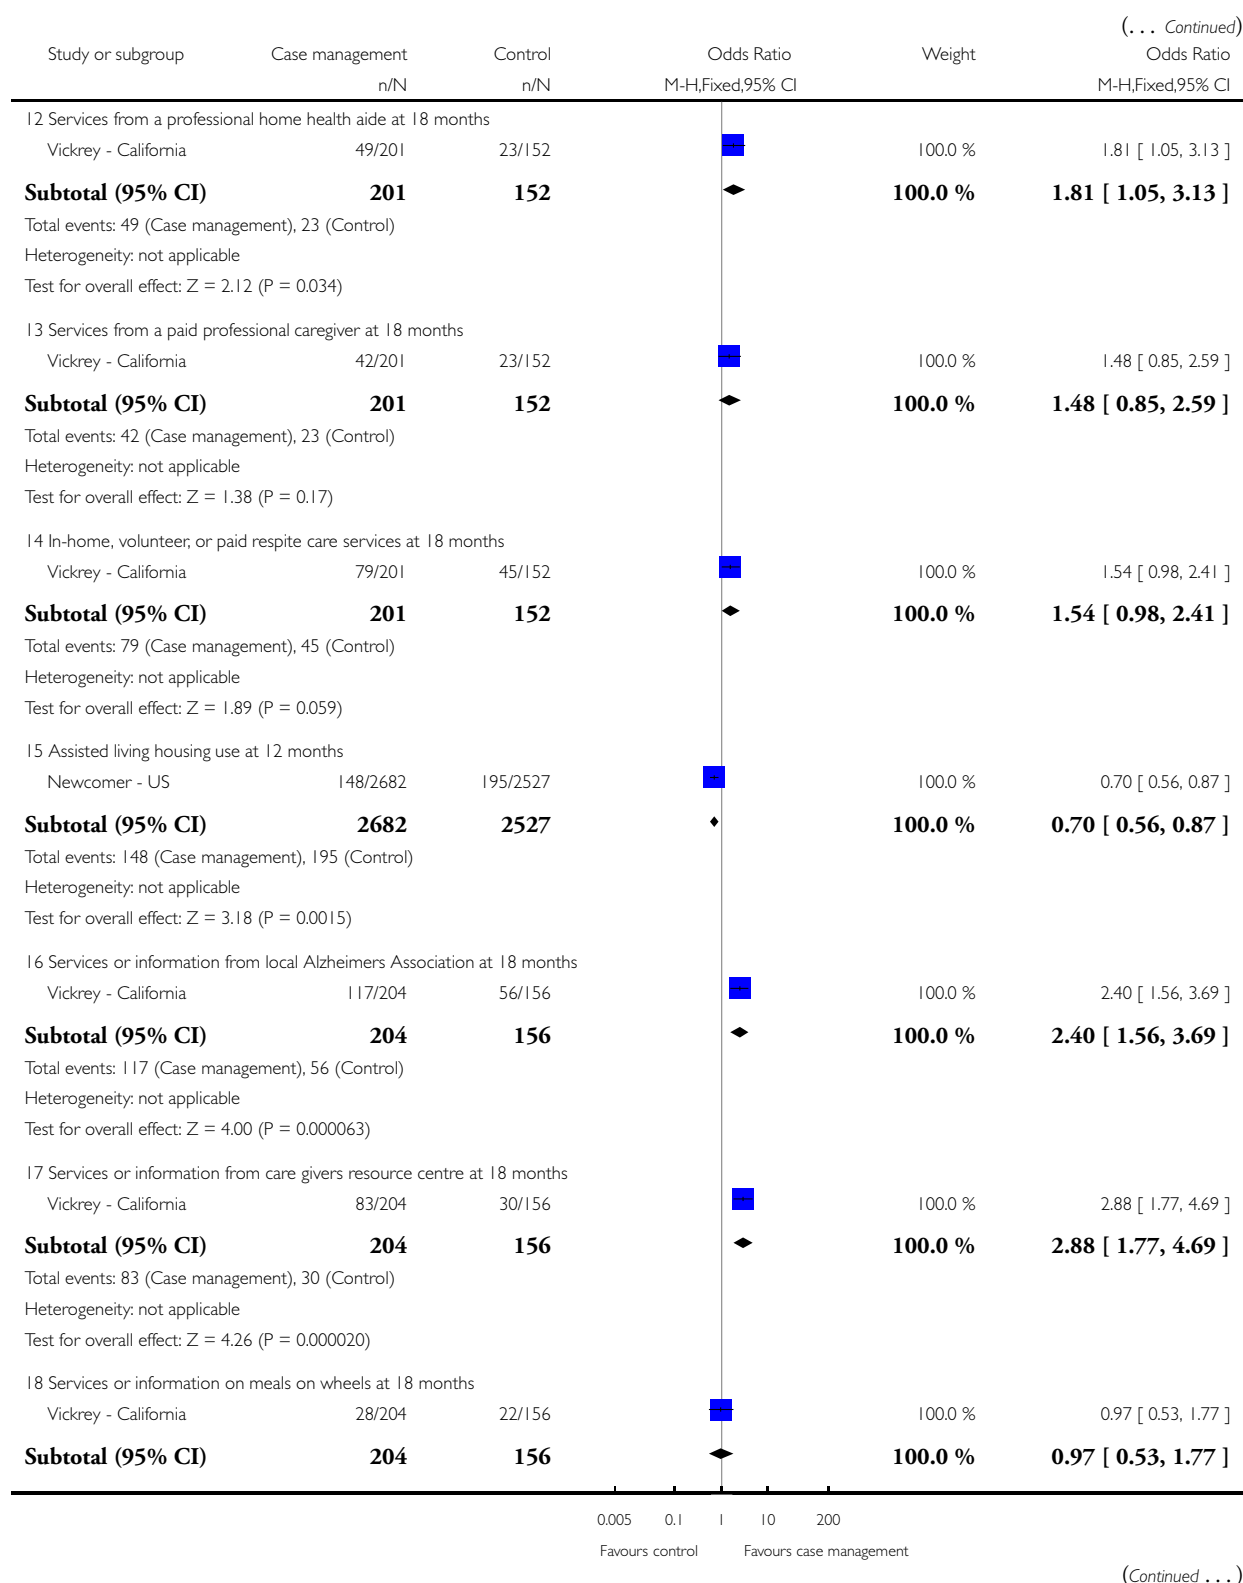 (... Continued)
Study or subgroup Case management Control Odds Ratio Weight Odds Ratio
n/N n/N M-H,Fixed,95% CI M-H,Fixed,95% CI
12 Services from a professional home health aide at 18 months
Vickrey - California 49/201 23/152 100.0 % 1.81 [ 1.05, 3.13 ]
Subtotal (95% CI) 201 152 100.0 % 1.81 [ 1.05, 3.13 ]
Total events: 49 (Case management), 23 (Control)
Heterogeneity: not applicable
Test for overall effect: Z = 2.12 (P = 0.034)
13 Services from a paid professional caregiver at 18 months
Vickrey - California 42/201 23/152 100.0 % 1.48 [ 0.85, 2.59 ]
Subtotal (95% CI) 201 152 100.0 % 1.48 [ 0.85, 2.59 ]
Total events: 42 (Case management), 23 (Control)
Heterogeneity: not applicable
Test for overall effect: Z = 1.38 (P = 0.17)
14 In-home, volunteer, or paid respite care services at 18 months
Vickrey - California 79/201 45/152 100.0 % 1.54 [ 0.98, 2.41 ]
Subtotal (95% CI) 201 152 100.0 % 1.54 [ 0.98, 2.41 ]
Total events: 79 (Case management), 45 (Control)
Heterogeneity: not applicable
Test for overall effect: Z = 1.89 (P = 0.059)
15 Assisted living housing use at 12 months
Newcomer - US 148/2682 195/2527 100.0 % 0.70 [ 0.56, 0.87 ]
Subtotal (95% CI) 2682 2527 100.0 % 0.70 [ 0.56, 0.87 ]
Total events: 148 (Case management), 195 (Control)
Heterogeneity: not applicable
Test for overall effect: Z = 3.18 (P = 0.0015)
16 Services or information from local Alzheimers Association at 18 months
Vickrey - California 117/204 56/156 100.0 % 2.40 [ 1.56, 3.69 ]
Subtotal (95% CI) 204 156 100.0 % 2.40 [ 1.56, 3.69 ]
Total events: 117 (Case management), 56 (Control)
Heterogeneity: not applicable
Test for overall effect: Z = 4.00 (P = 0.000063)
17 Services or information from care givers resource centre at 18 months
Vickrey - California 83/204 30/156 100.0 % 2.88 [ 1.77, 4.69 ]
Subtotal (95% CI) 204 156 100.0 % 2.88 [ 1.77, 4.69 ]
Total events: 83 (Case management), 30 (Control)
Heterogeneity: not applicable
Test for overall effect: Z = 4.26 (P = 0.000020)
18 Services or information on meals on wheels at 18 months
Vickrey - California 28/204 22/156 100.0 % 0.97 [ 0.53, 1.77 ]
Subtotal (95% CI) 204 156 100.0 % 0.97 [ 0.53, 1.77 ]
0.005 0.1 1 10 200
Favours control Favours case management
(Continued ...)